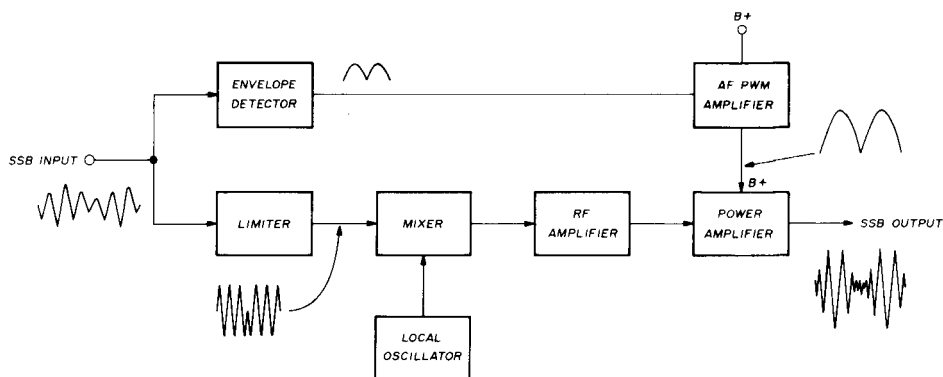 B+
ENVELOPE
DETECTOR
AF PWM
AMPLIFIER
SSB INPUT
B+
LIMITER
MIXER
RF
AMPLIFIER
POWER
AMPLIFIER
SSB OUTPUT
LOCAL
OSCILLATOR